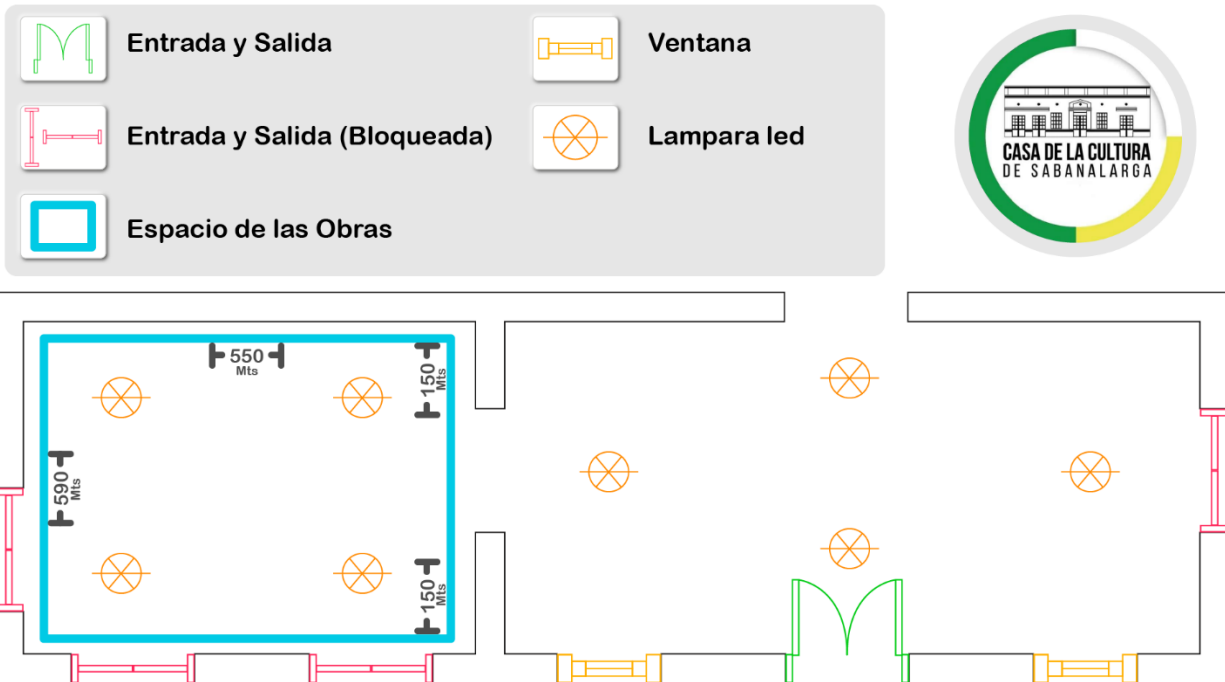 Entrada y Salida
Ventana
Entrada y Salida (Bloqueada)
Lampara led
Espacio de las Obras
CASA DE LA CULTURA
DE SABANALARGA
550
Mts
150
Mts
590
Mts
150
Mts